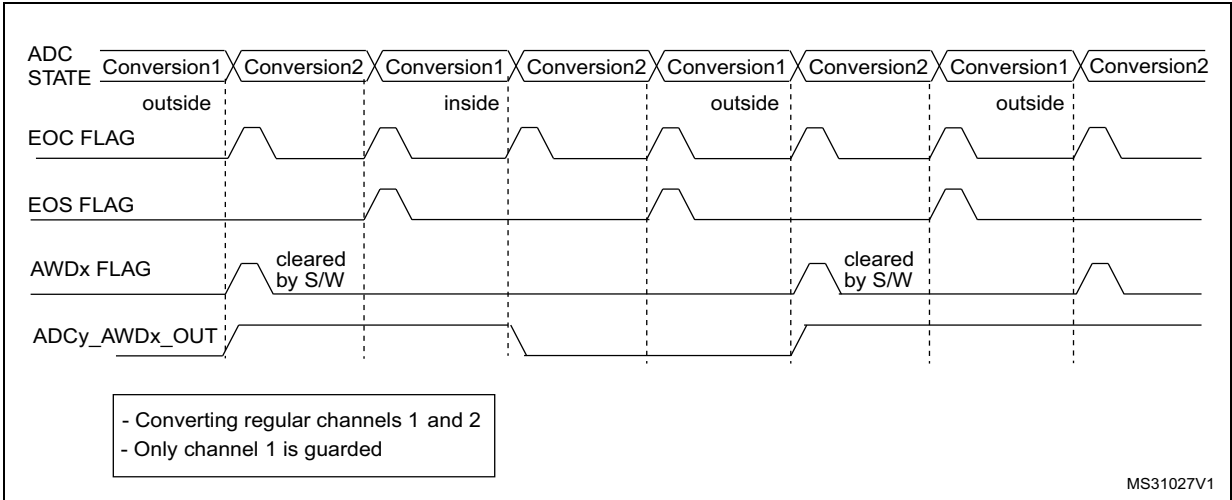 ADC
STATE
Conversion1 Conversion2 Conversion1 Conversion2 Conversion1 Conversion2 Conversion1 Conversion2
outside inside outside outside
EOC FLAG
EOS FLAG
AWDx FLAG
cleared
by S/W
cleared
by S/W
ADCy_AWDx_OUT
- Converting regular channels 1 and 2
- Only channel 1 is guarded
MS31027V1